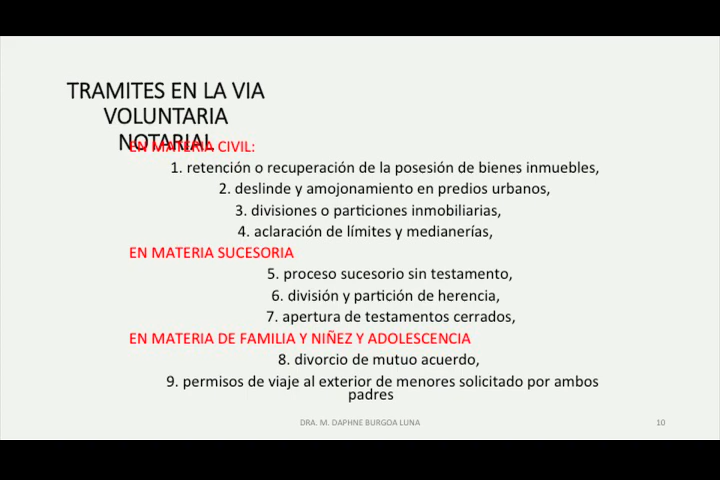 TRAMITES EN LA VIA
VOLUNTARIA
NOTARIAL
EN MATERIA CIVIL:
1. retención o recuperación de la posesión de bienes inmuebles,
2. deslinde y amojonamiento en predios urbanos,
3. divisiones o particiones inmobiliarias,
4. aclaración de límites y medianerías,
EN MATERIA SUCESORIA
5. proceso sucesorio sin testamento,
6. división y partición de herencia,
7. apertura de testamentos cerrados,
EN MATERIA DE FAMILIA Y NIÑEZ Y ADOLESCENCIA
8. divorcio de mutuo acuerdo,
9. permisos de viaje al exterior de menores solicitado por ambos
padres
DRA. M. DAPHNE BURGOA LUNA
10